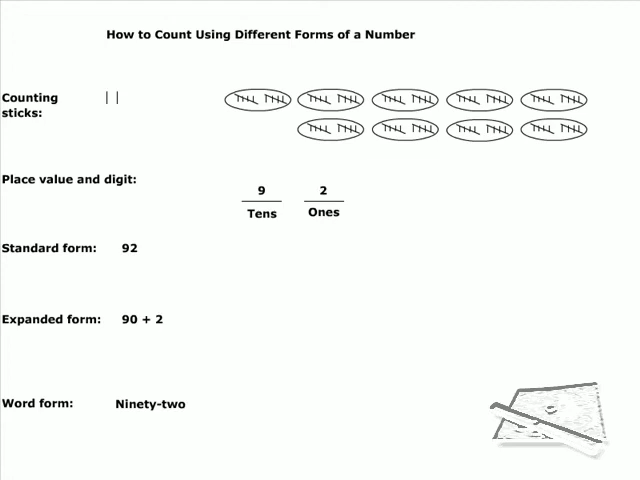 How to Count Using Different Forms of a Number
Counting
sticks:
Place value and digit:
9 2
Tens Ones
Standard form: 92
Expanded form: 90 + 2
Word form: Ninety-two